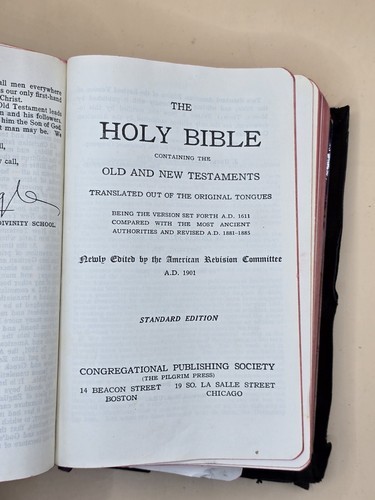 ll men everywhere
s our only first-hand
Christ.
Old Testament leads
n and his followers.
him the Son of God.
t man may be. We
ll,
y call,
DIVINITY SCHOOL.
THE
HOLY BIBLE
CONTAINING THE
OLD AND NEW TESTAMENTS
TRANSLATED OUT OF THE ORIGINAL TONGUES
BEING THE VERSION SET FORTH A.D. 1611
COMPARED WITH THE MOST ANCIENT
AUTHORITIES AND REVISED A.D. 1881-1885
Newly Edited by the American Revision Committee
A.D. 1901
STANDARD EDITION
CONGREGATIONAL PUBLISHING SOCIETY
(THE PILGRIM PRESS)
14 BEACON STREET 19 SO. LA SALLE STREET
BOSTON CHICAGO